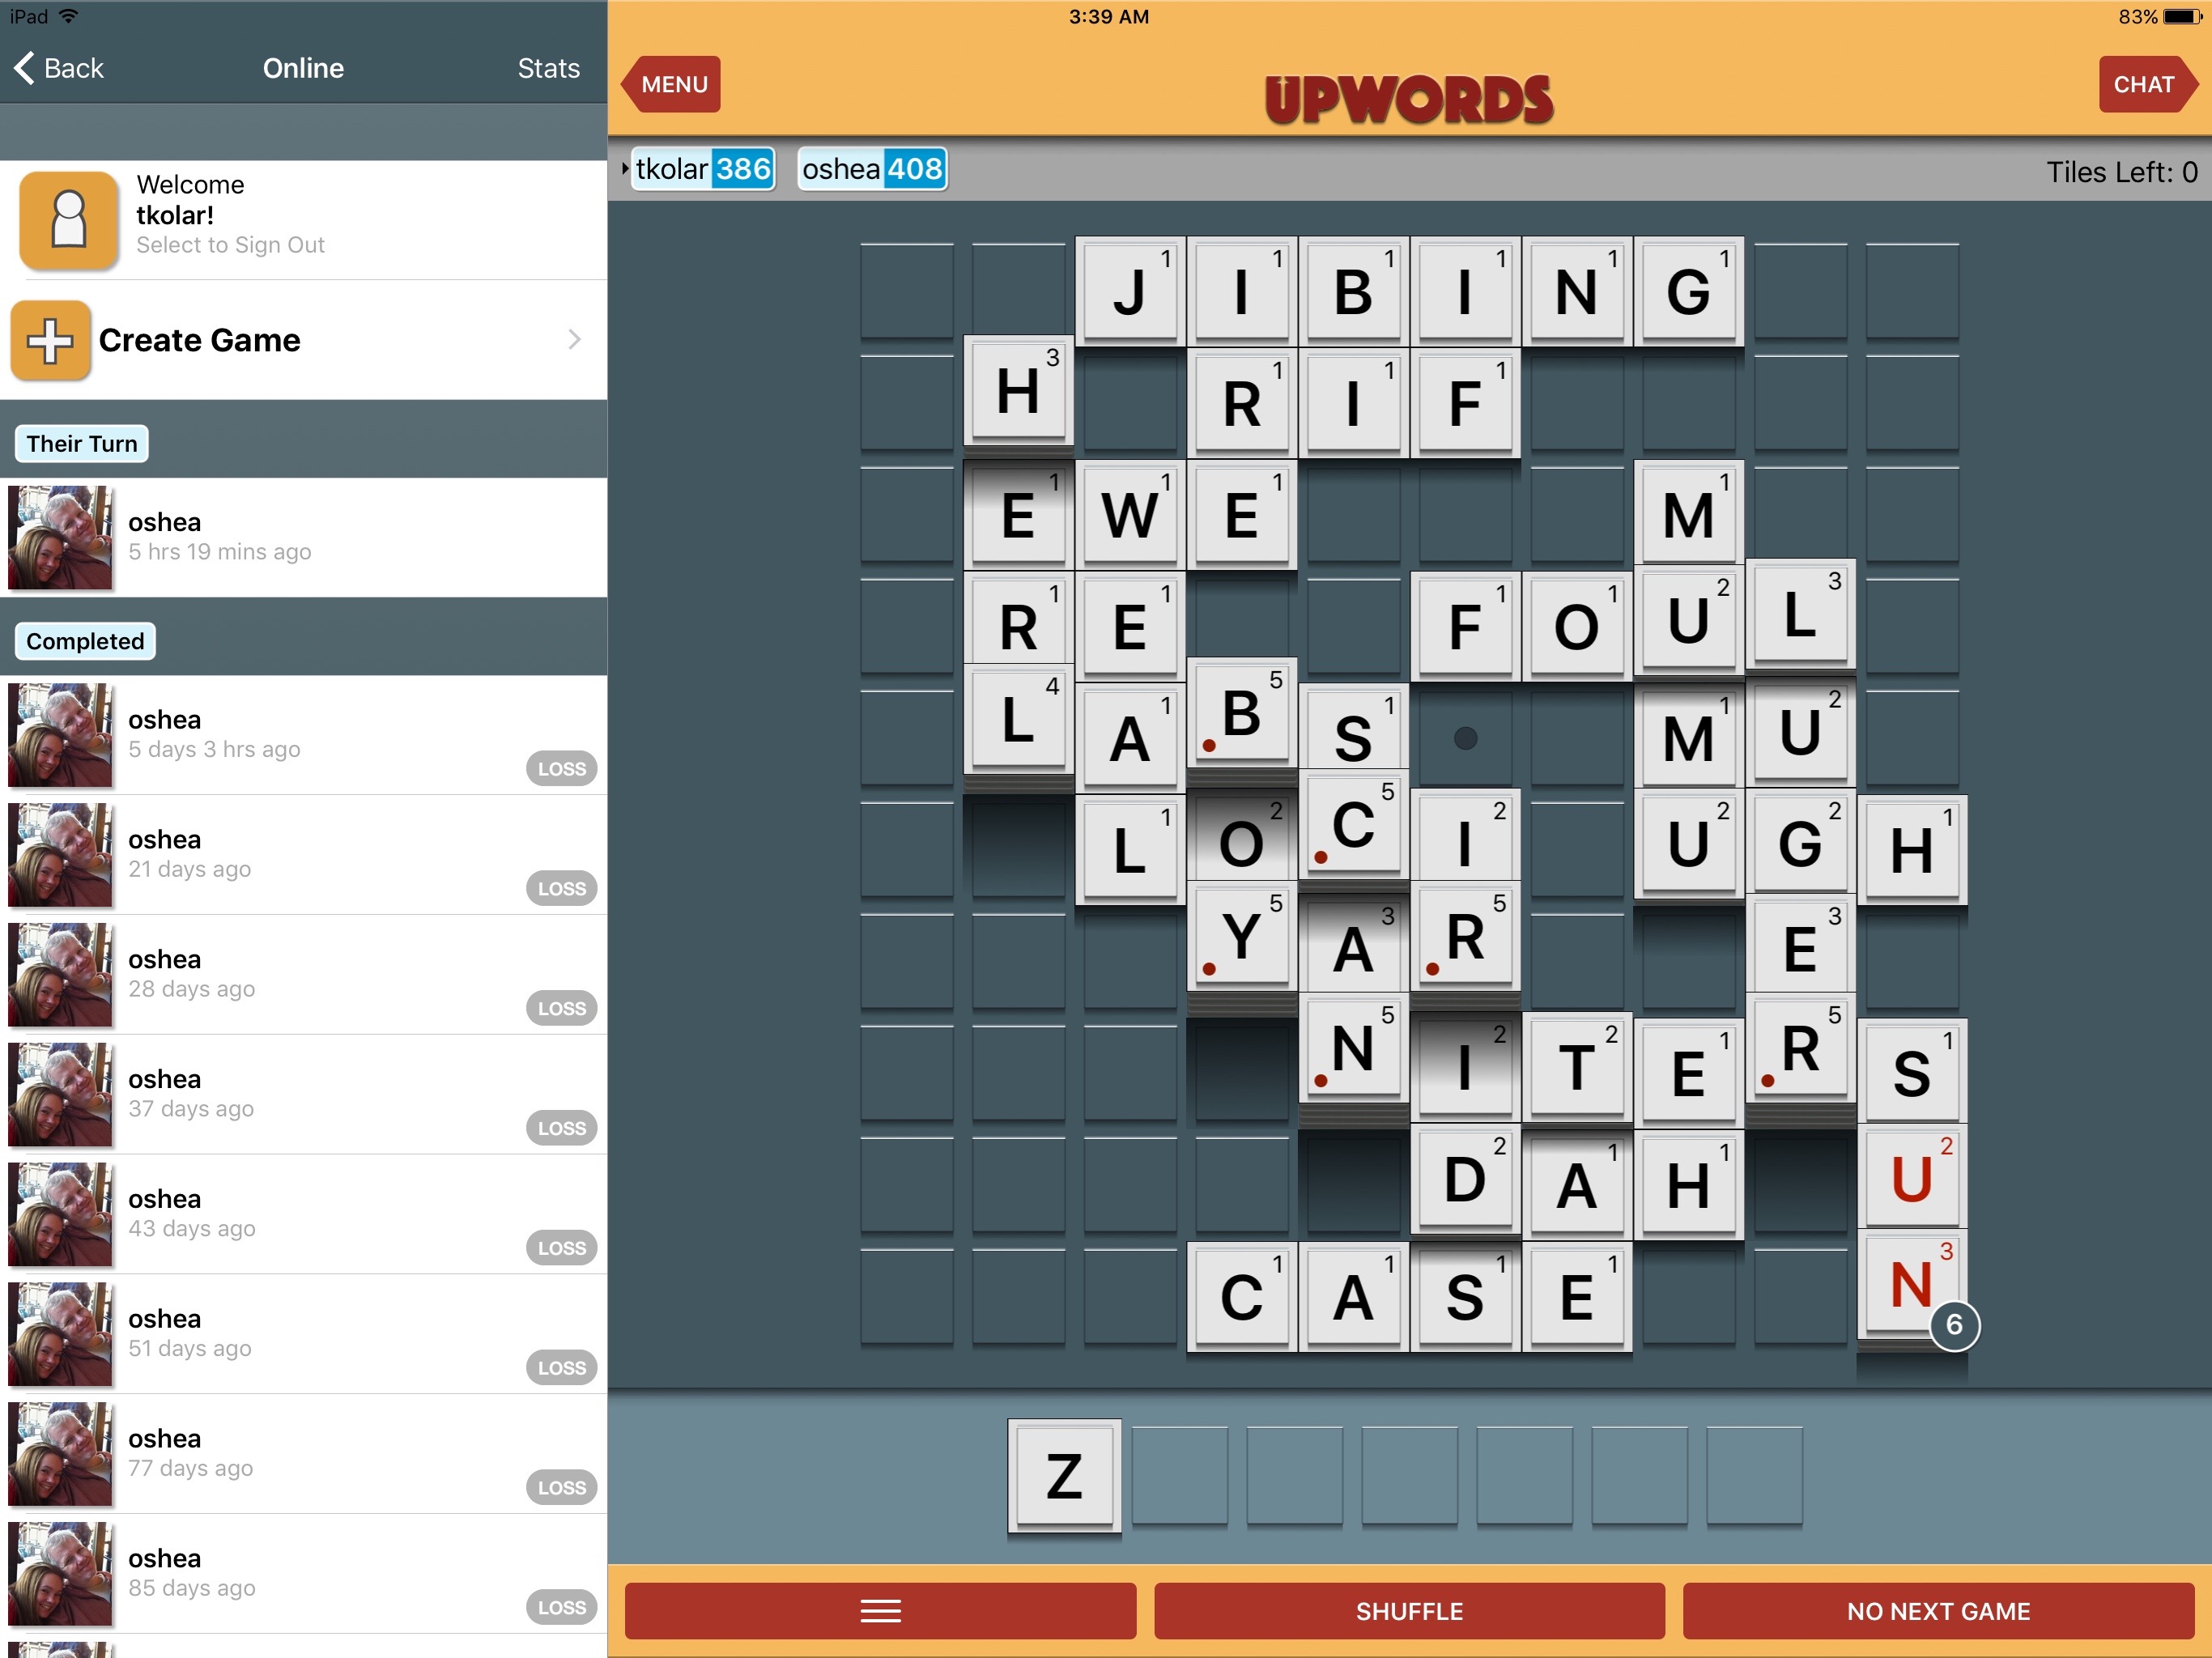 iPad
3:39 AM
83%
Back
Online
Stats
MENU
UPWORDS
CHAT
tkolar 386
oshea 408
Tiles Left: 0
Welcome
tkolar!
Select to Sign Out
Create Game
Their Turn
oshea
5 hrs 19 mins ago
Completed
oshea
5 days 3 hrs ago
LOSS
oshea
21 days ago
LOSS
oshea
28 days ago
LOSS
oshea
37 days ago
LOSS
oshea
43 days ago
LOSS
oshea
51 days ago
LOSS
oshea
77 days ago
LOSS
oshea
85 days ago
LOSS
J 1 I 1 B 1 I 1 N 1 G 1
H 3 R 1 I 1 F 1
E 1 W 1 E 1 M 1
R 1 E 1 F 1 O 1 U 2 L 3
L 4 A 1 B 5 S 1 M 1 U 2
L 1 O 2 C 5 I 2 U 2 G 2 H 1
Y 5 A 3 R 5 E 3
N 5 I 2 T 2 E 1 R 5 S 1
D 2 A 1 H 1 U 2
C 1 A 1 S 1 E 1 N 3
6
Z
SHUFFLE
NO NEXT GAME